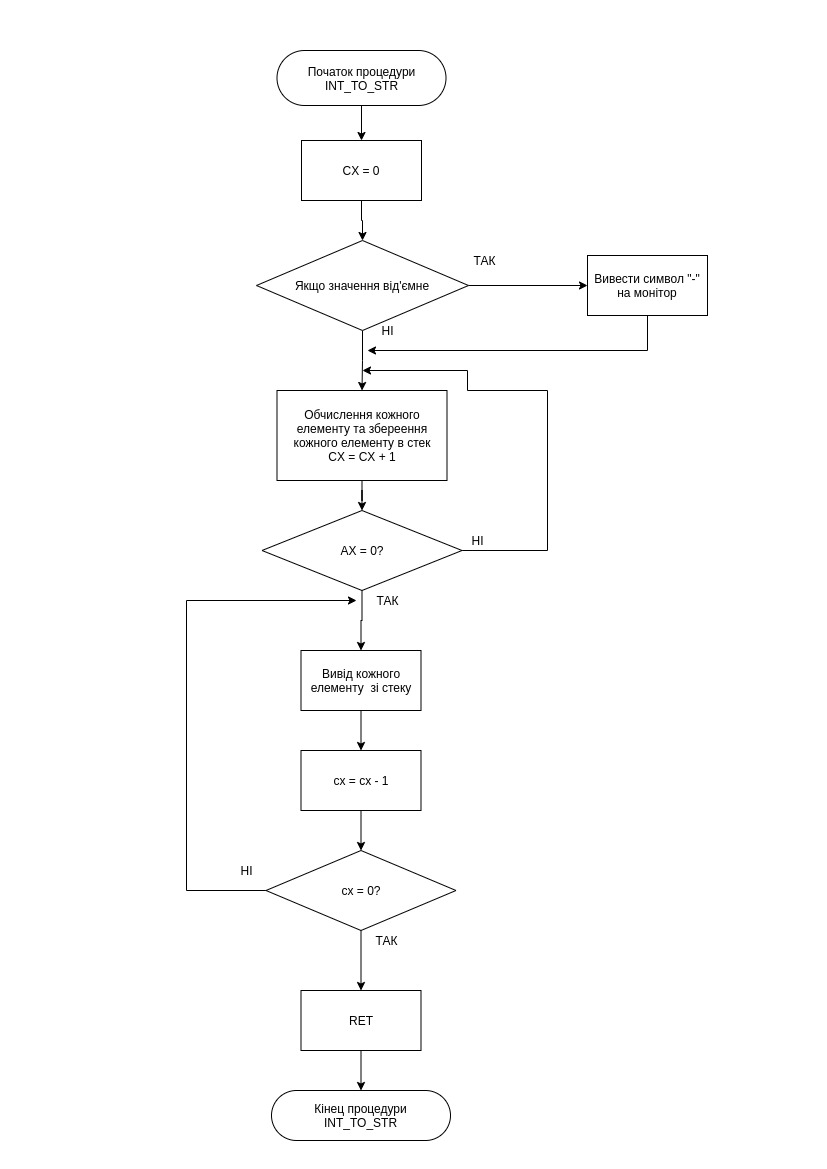 Початок процедури
INT_TO_STR
CX = 0
Якщо значення від'ємне
ТАК
Вивести символ "-"
на монітор
НІ
Обчислення кожного
елементу та збереення
кожного елементу в стек
CX = CX + 1
AX = 0?
НІ
ТАК
Вивід кожного
елементу зі стеку
cx = cx - 1
cx = 0?
НІ
ТАК
RET
Кінец процедури
INT_TO_STR